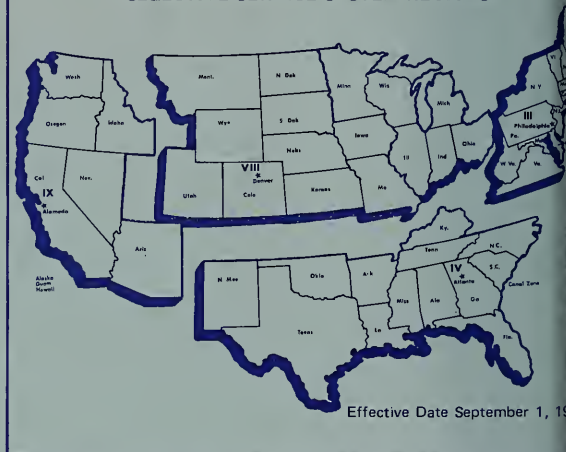 Wash
Mont.
N Dak
Minn
Wis
Mich
N Y
Vt.
III
Philadelphia
Pa.
W Va.
Va.
Oregon
Idaho
Wyo
S Dak
Nebr
Iowa
Ill
Ind
Ohio
Cal
Nev.
IX
Alameda
Utah
VIII
Denver
Colo
Kansas
Mo
Ariz
Alaska
Guam
Hawaii
N Mex
Okla
Ark
Texas
La
Ky.
Tenn
N.C.
S.C.
IV
Atlanta
Miss
Ala
Ga
Canal Zone
Fla.
Effective Date September 1, 19